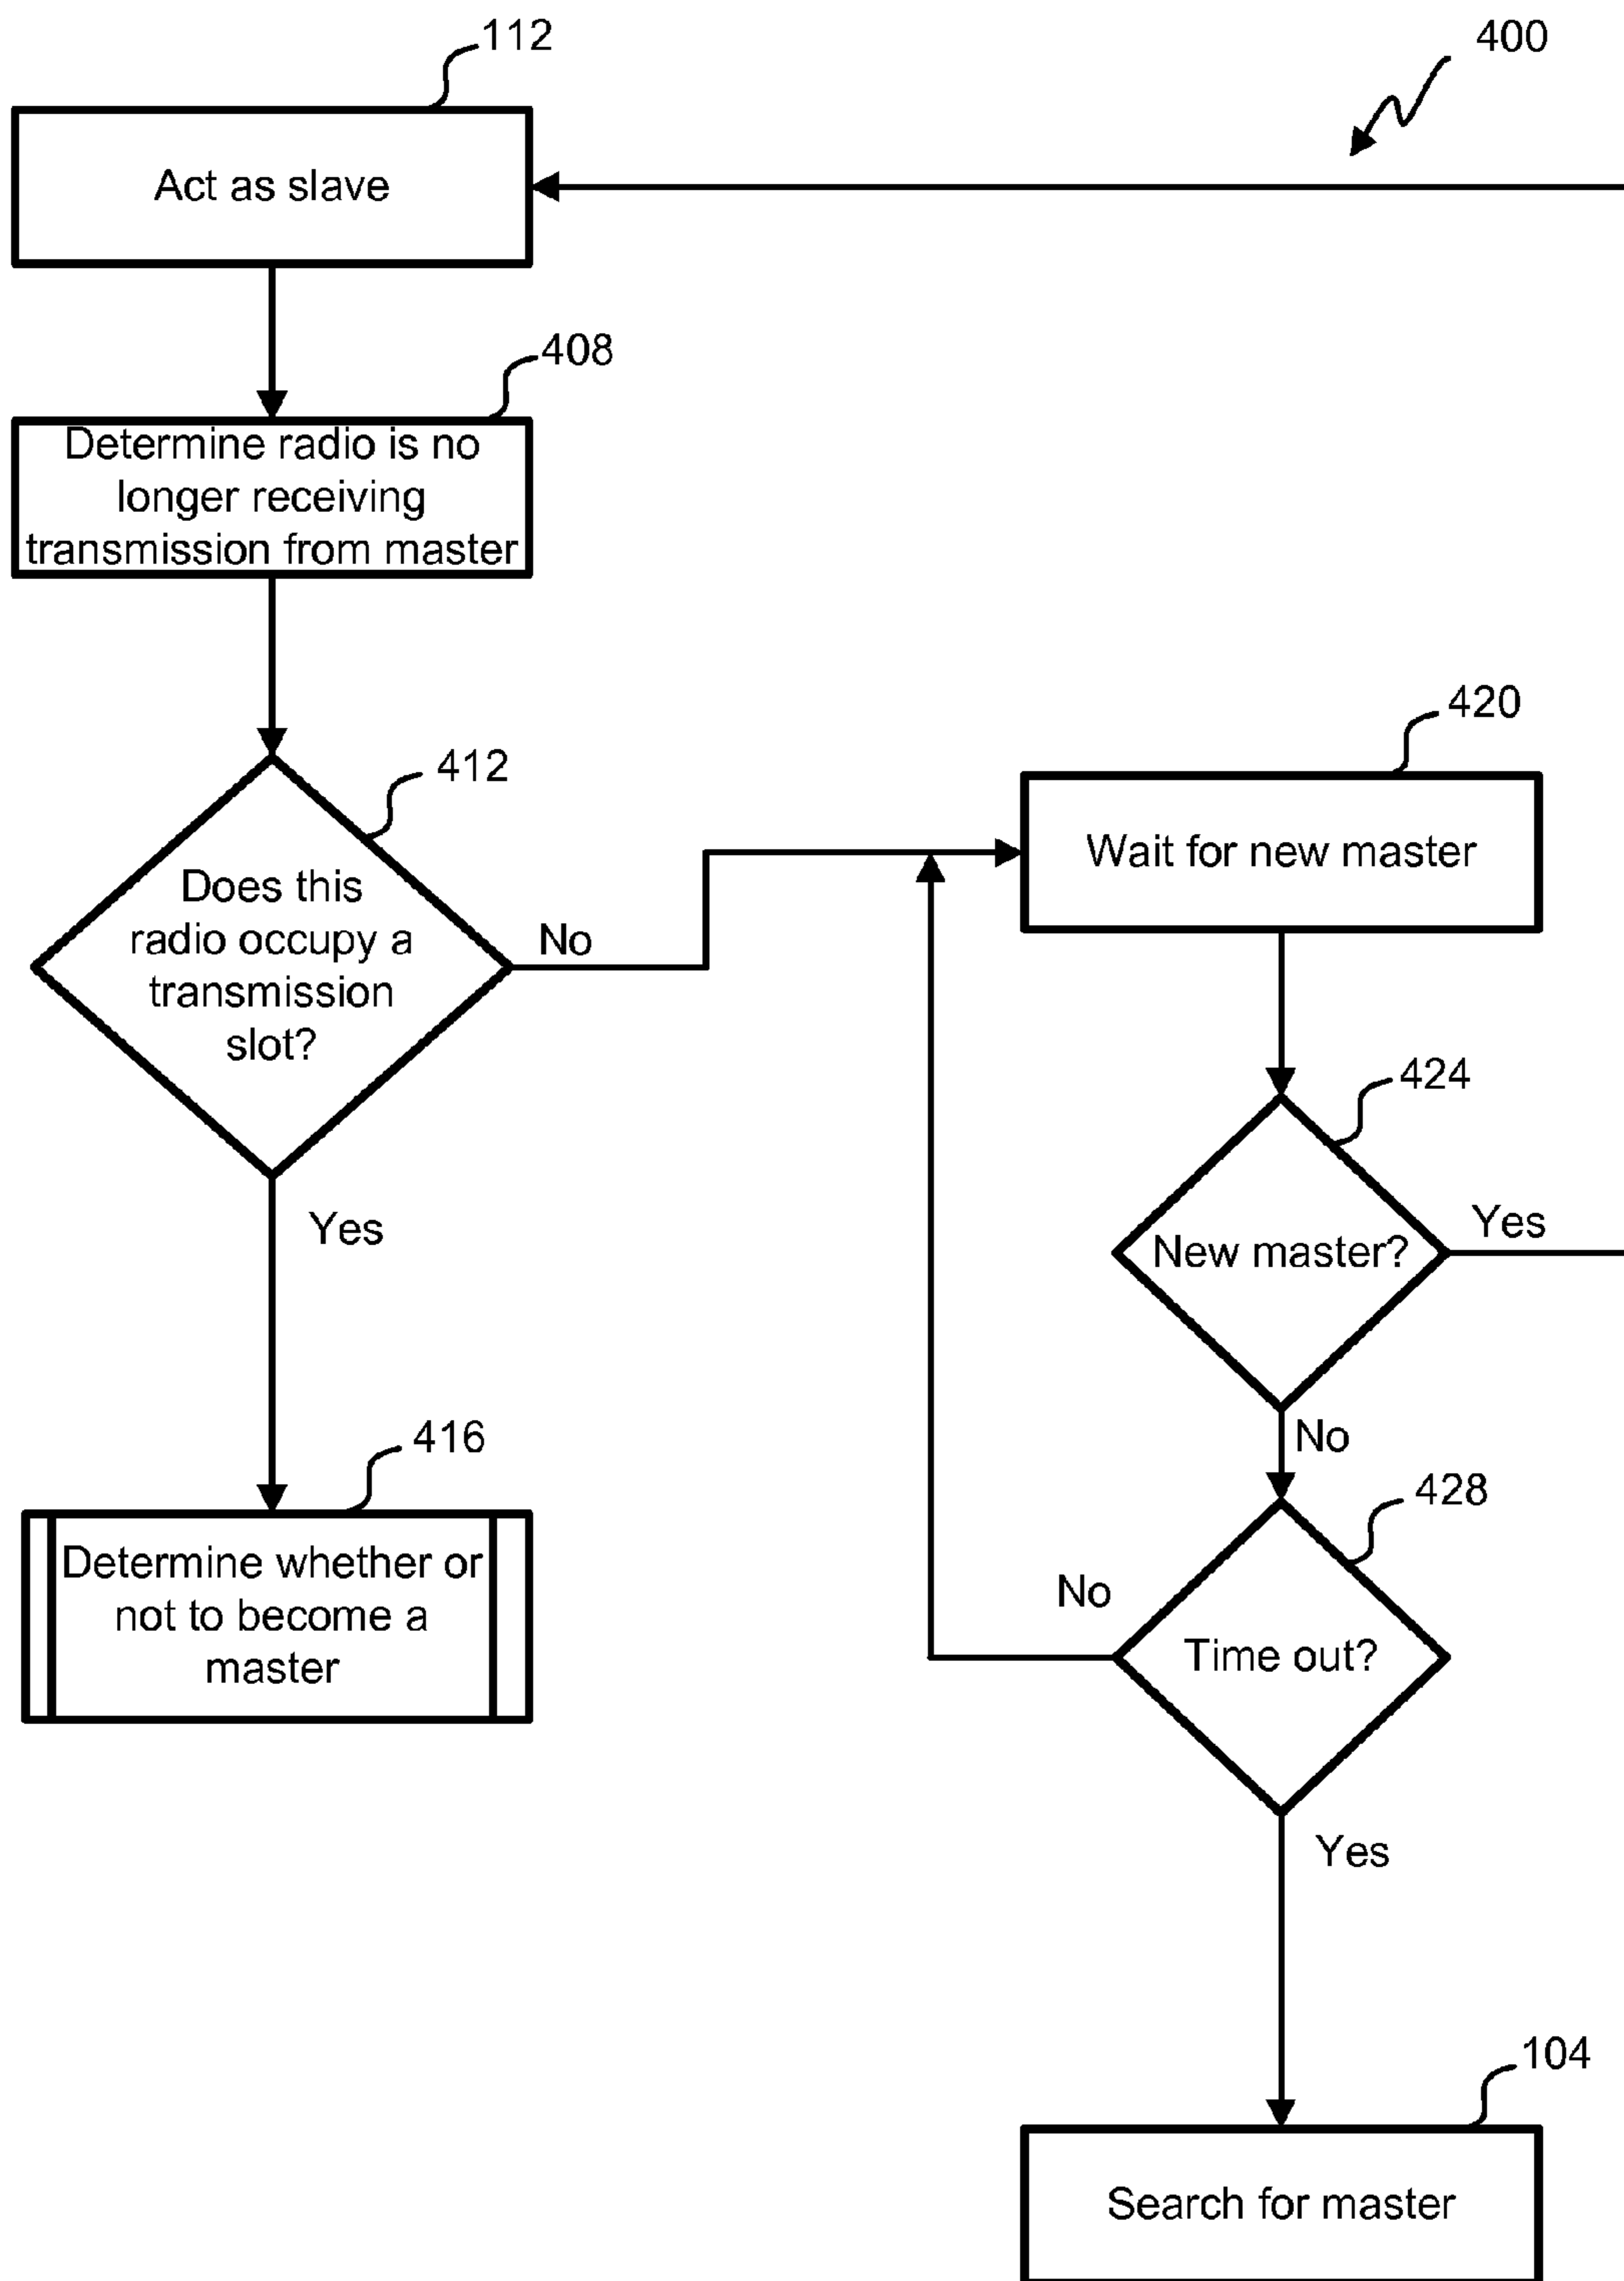 112
400
Act as slave
408
Determine radio is no
longer receiving
transmission from master
412
Does this
radio occupy a
transmission
slot?
No
Yes
416
Determine whether or
not to become a
master
420
Wait for new master
424
New master?
Yes
No
428
Time out?
No
Yes
104
Search for master